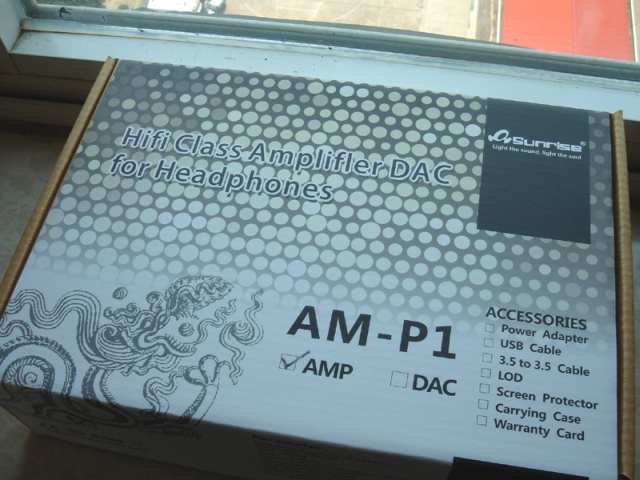 Sunrise®
Light the sound, light the soul
Hifi Class Amplifier DAC
for Headphones
AM-P1
AMP
DAC
ACCESSORIES
Power Adapter
USB Cable
3.5 to 3.5 Cable
LOD
Screen Protector
Carrying Case
Warranty Card